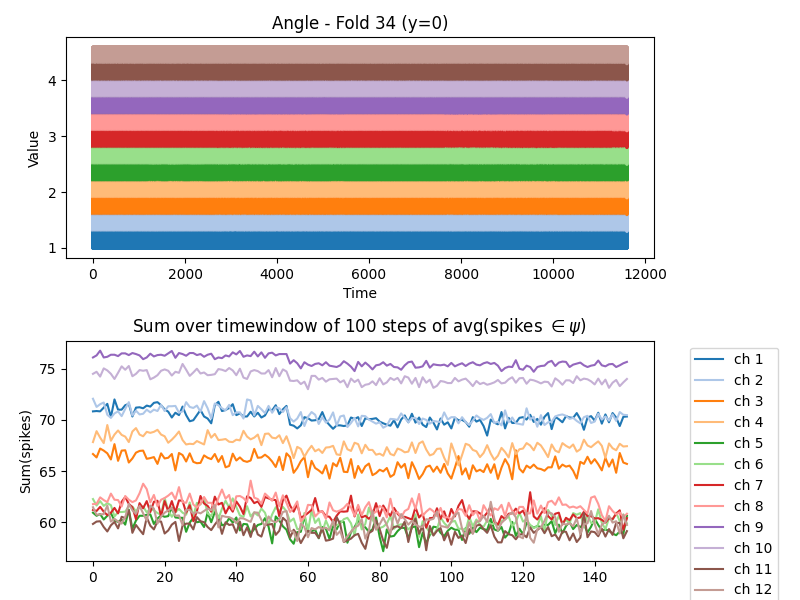 Angle - Fold 34 (y=0)
Value
4
3
2
1
0 2000 4000 6000 8000 10000 12000
Time
Sum over timewindow of 100 steps of avg(spikes ∈ ψ)
Sum(spikes)
75
70
65
60
0 20 40 60 80 100 120 140
ch 1
ch 2
ch 3
ch 4
ch 5
ch 6
ch 7
ch 8
ch 9
ch 10
ch 11
ch 12